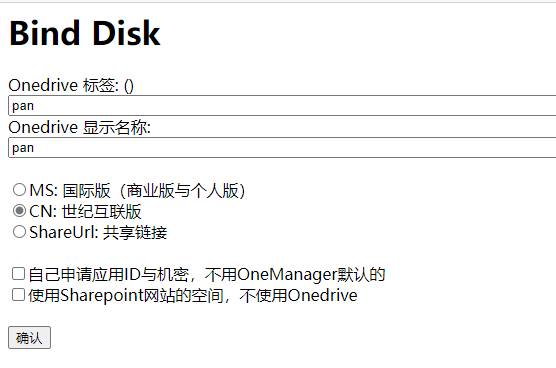 Bind Disk
Onedrive 标签: ()
pan
Onedrive 显示名称:
pan
MS: 国际版（商业版与个人版）
CN: 世纪互联版
ShareUrl: 共享链接
自己申请应用ID与机密，不用OneManager默认的
使用Sharepoint网站的空间，不使用Onedrive
确认